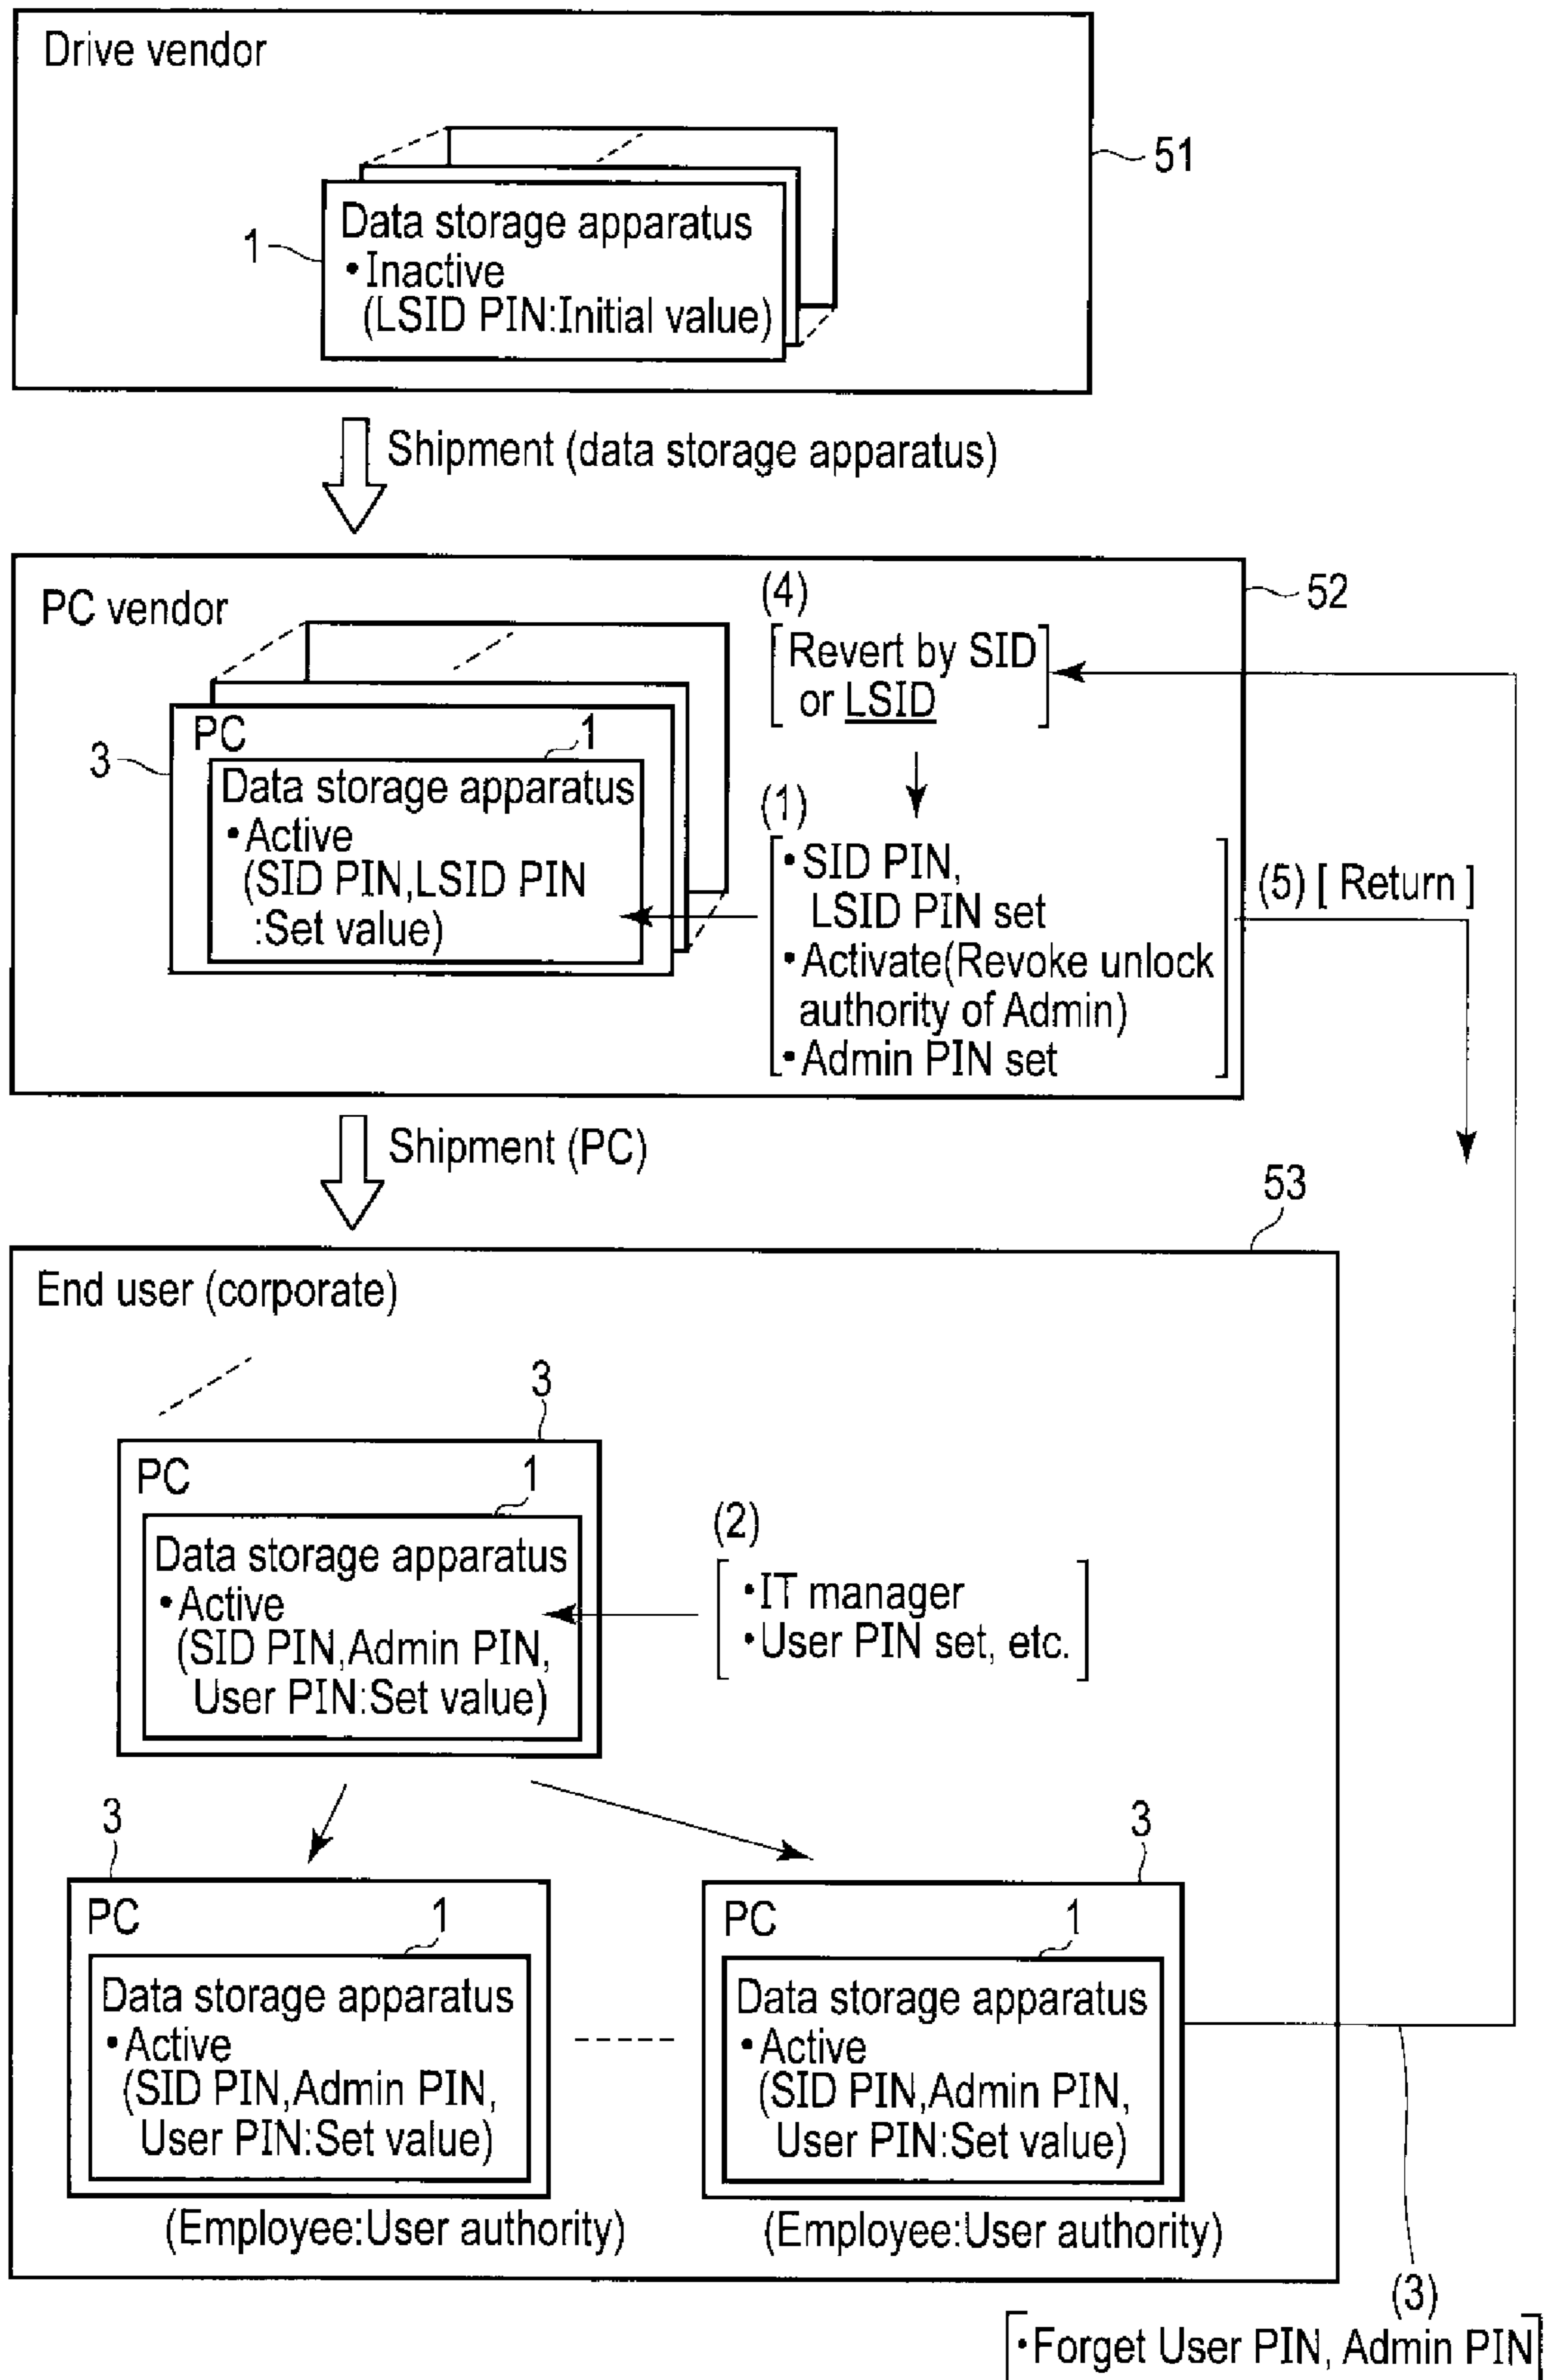 Drive vendor
51
1
Data storage apparatus
•Inactive
(LSID PIN:Initial value)
Shipment (data storage apparatus)
52
PC vendor
(4)
Revert by SID
or LSID
3
PC
1
Data storage apparatus
•Active
(SID PIN,LSID PIN
:Set value)
(1)
•SID PIN,
LSID PIN set
•Activate(Revoke unlock
authority of Admin)
•Admin PIN set
(5) [ Return ]
Shipment (PC)
53
End user (corporate)
3
PC
1
Data storage apparatus
•Active
(SID PIN,Admin PIN,
User PIN:Set value)
(2)
•IT manager
•User PIN set, etc.
3
PC
1
Data storage apparatus
•Active
(SID PIN,Admin PIN,
User PIN:Set value)
(Employee:User authority)
3
PC
1
Data storage apparatus
•Active
(SID PIN,Admin PIN,
User PIN:Set value)
(Employee:User authority)
(3)
[•Forget User PIN, Admin PIN]